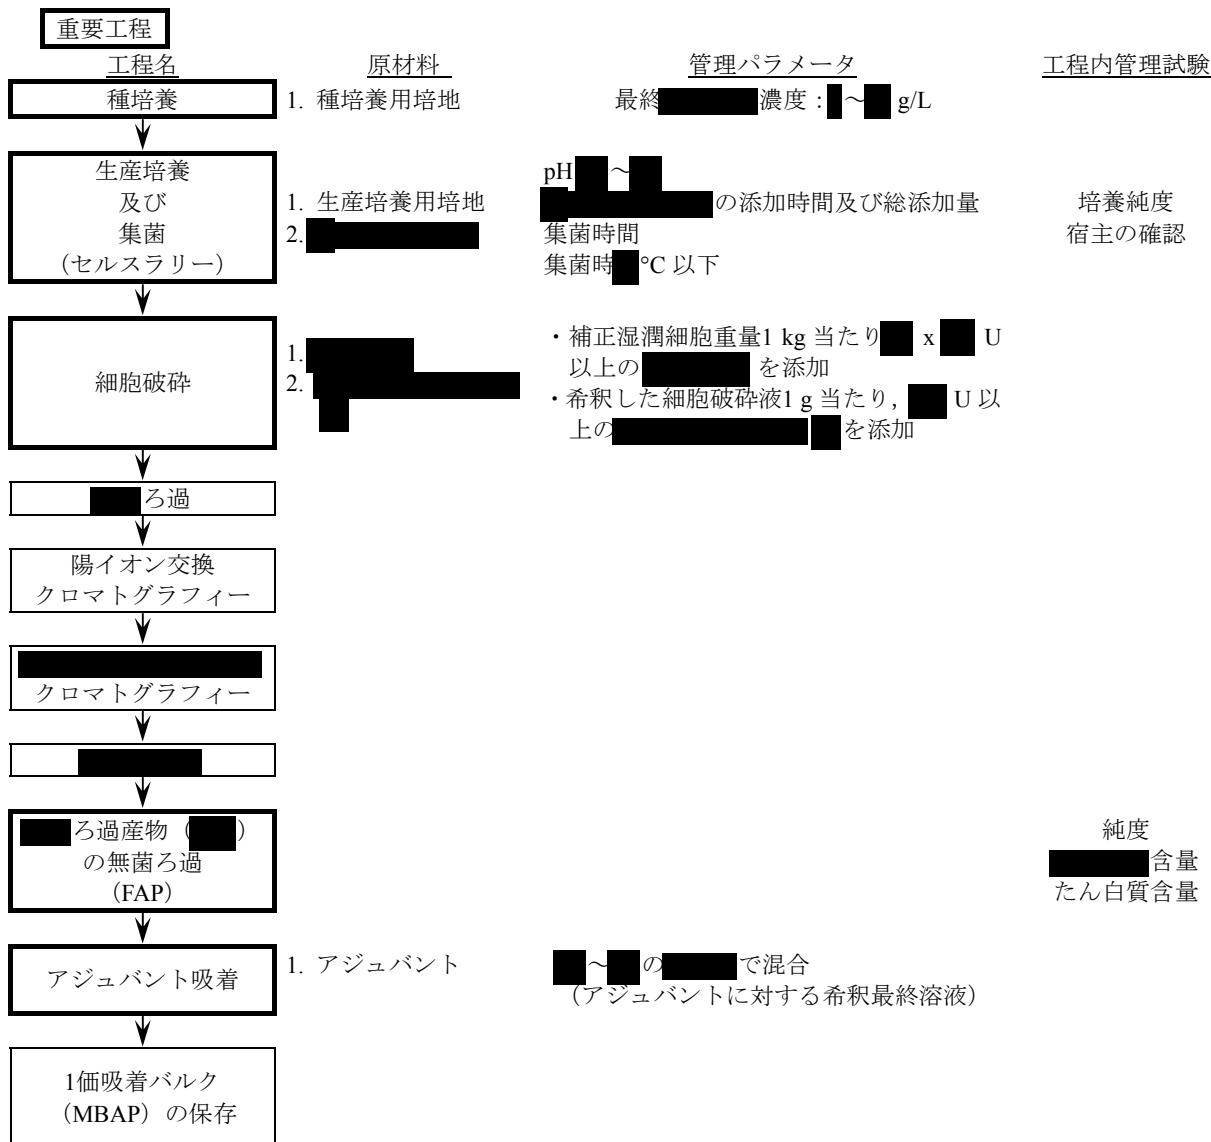 重要工程
工程名 原材料 管理パラメータ 工程内管理試験
種培養 1. 種培養用培地 最終 濃度：～ g/L
生産培養
及び
集菌
（セルスラリー）
1. 生産培養用培地
2.
pH ～
の添加時間及び総添加量
集菌時間
集菌時 °C 以下
培養純度
宿主の確認
細胞破砕
1.
2.
・補正湿潤細胞重量1 kg 当たり x U
以上の を添加
・希釈した細胞破砕液1 g 当たり, U 以
上の を添加
ろ過
陽イオン交換
クロマトグラフィー
クロマトグラフィー
ろ過産物（ ）
の無菌ろ過
（FAP）
純度
含量
たん白質含量
アジュバント吸着
1. アジュバント
～ の で混合
（アジュバントに対する希釈最終溶液）
1価吸着バルク
（MBAP）の保存